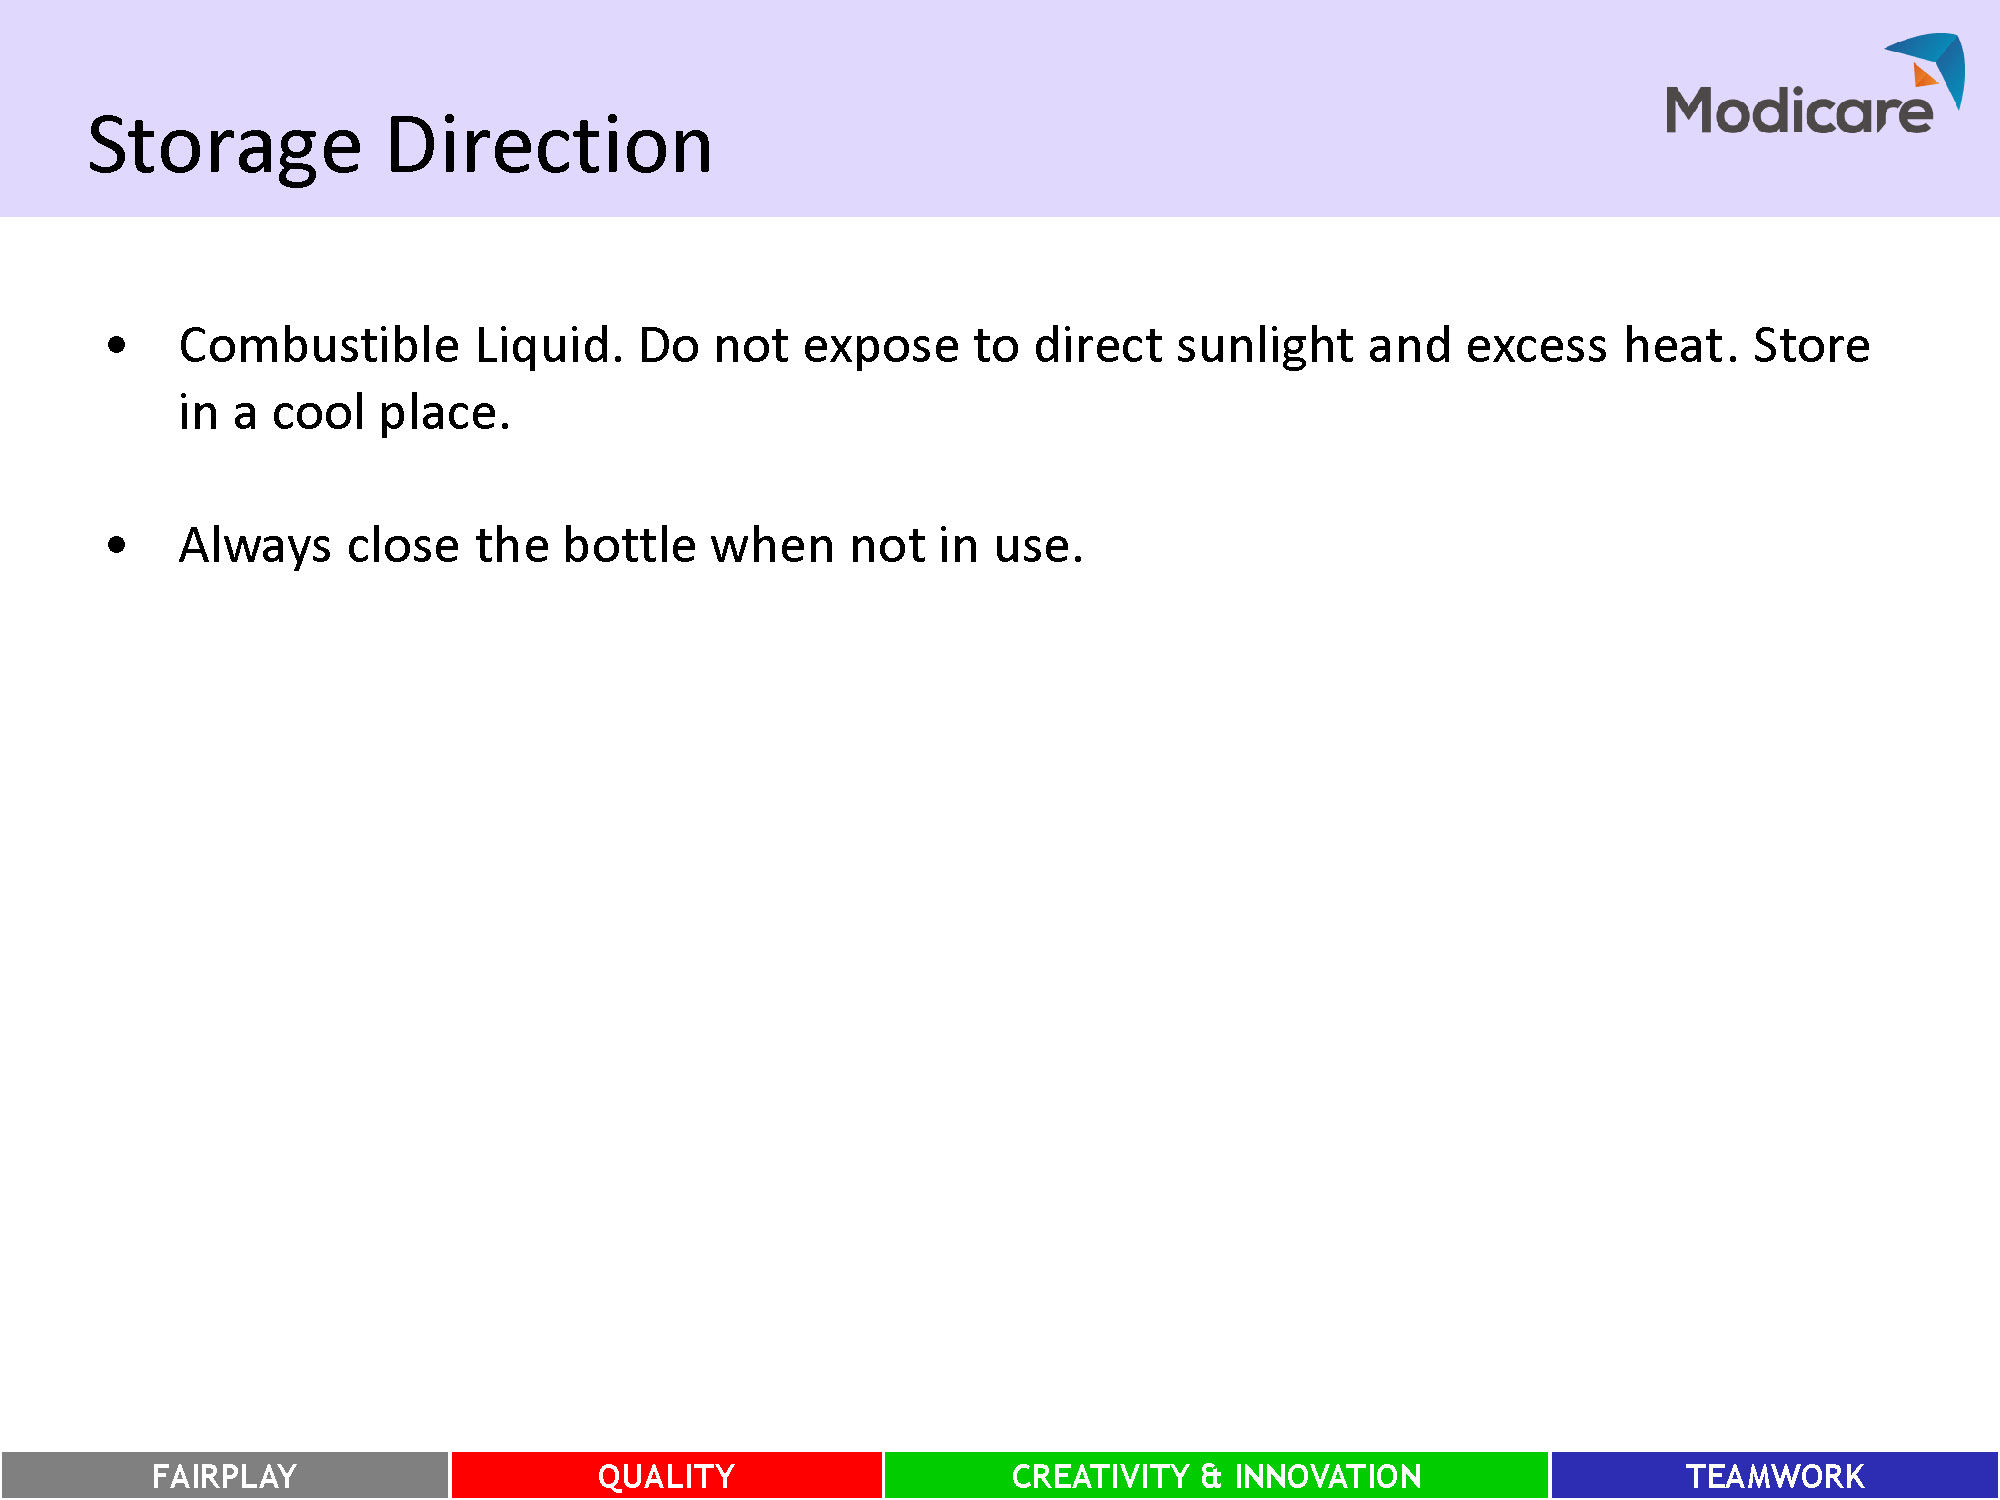 Modicare
Storage Direction
• Combustible Liquid. Do not expose to direct sunlight and excess heat. Store
in a cool place.
• Always close the bottle when not in use.
FAIRPLAY
QUALITY
CREATIVITY & INNOVATION
TEAMWORK